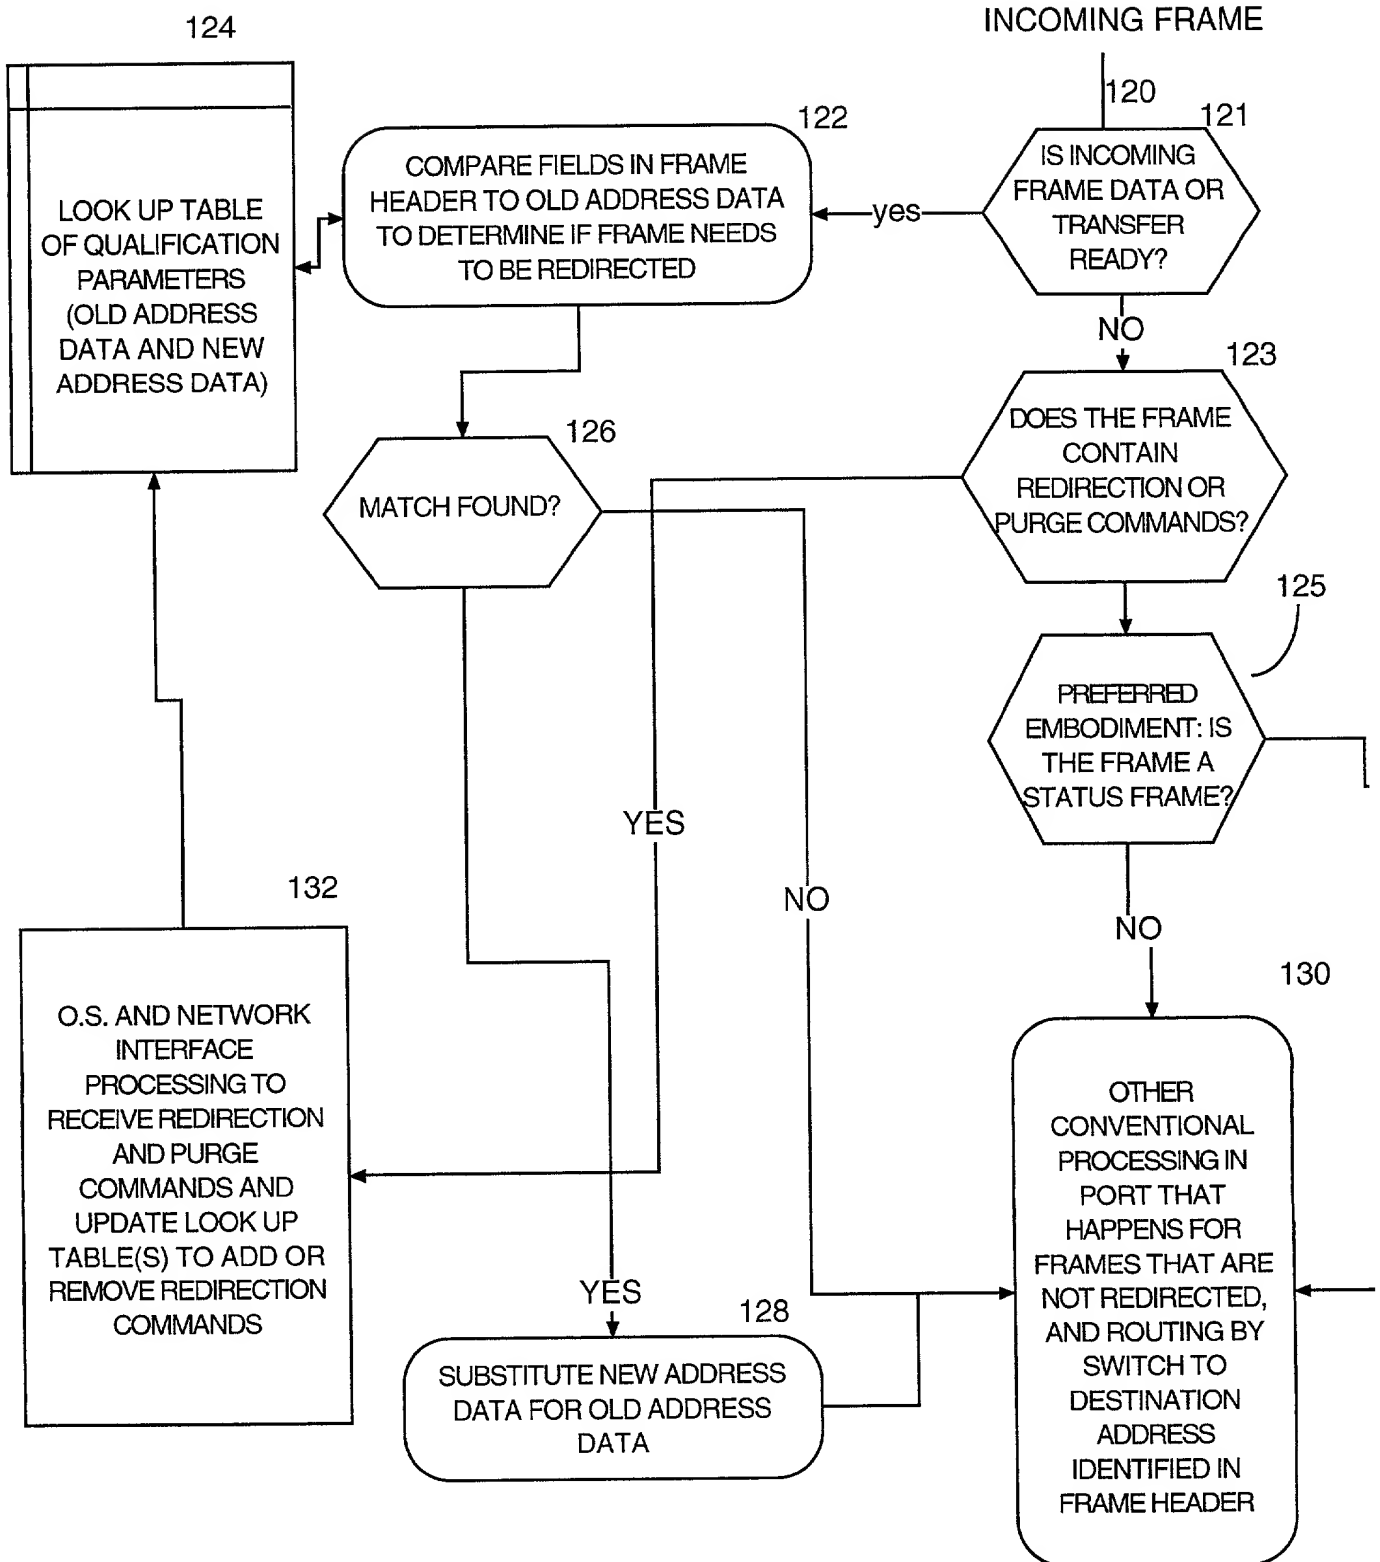 INCOMING FRAME
124
120
121
122
IS INCOMING
FRAME DATA OR
TRANSFER
READY?
yes
COMPARE FIELDS IN FRAME
HEADER TO OLD ADDRESS DATA
TO DETERMINE IF FRAME NEEDS
TO BE REDIRECTED
LOOK UP TABLE
OF QUALIFICATION
PARAMETERS
(OLD ADDRESS
DATA AND NEW
ADDRESS DATA)
NO
123
DOES THE FRAME
CONTAIN
REDIRECTION OR
PURGE COMMANDS?
126
MATCH FOUND?
125
PREFERRED
EMBODIMENT: IS
THE FRAME A
STATUS FRAME?
YES
NO
NO
132
O.S. AND NETWORK
INTERFACE
PROCESSING TO
RECEIVE REDIRECTION
AND PURGE
COMMANDS AND
UPDATE LOOK UP
TABLE(S) TO ADD OR
REMOVE REDIRECTION
COMMANDS
130
OTHER
CONVENTIONAL
PROCESSING IN
PORT THAT
HAPPENS FOR
FRAMES THAT ARE
NOT REDIRECTED,
AND ROUTING BY
SWITCH TO
DESTINATION
ADDRESS
IDENTIFIED IN
FRAME HEADER
YES
128
SUBSTITUTE NEW ADDRESS
DATA FOR OLD ADDRESS
DATA